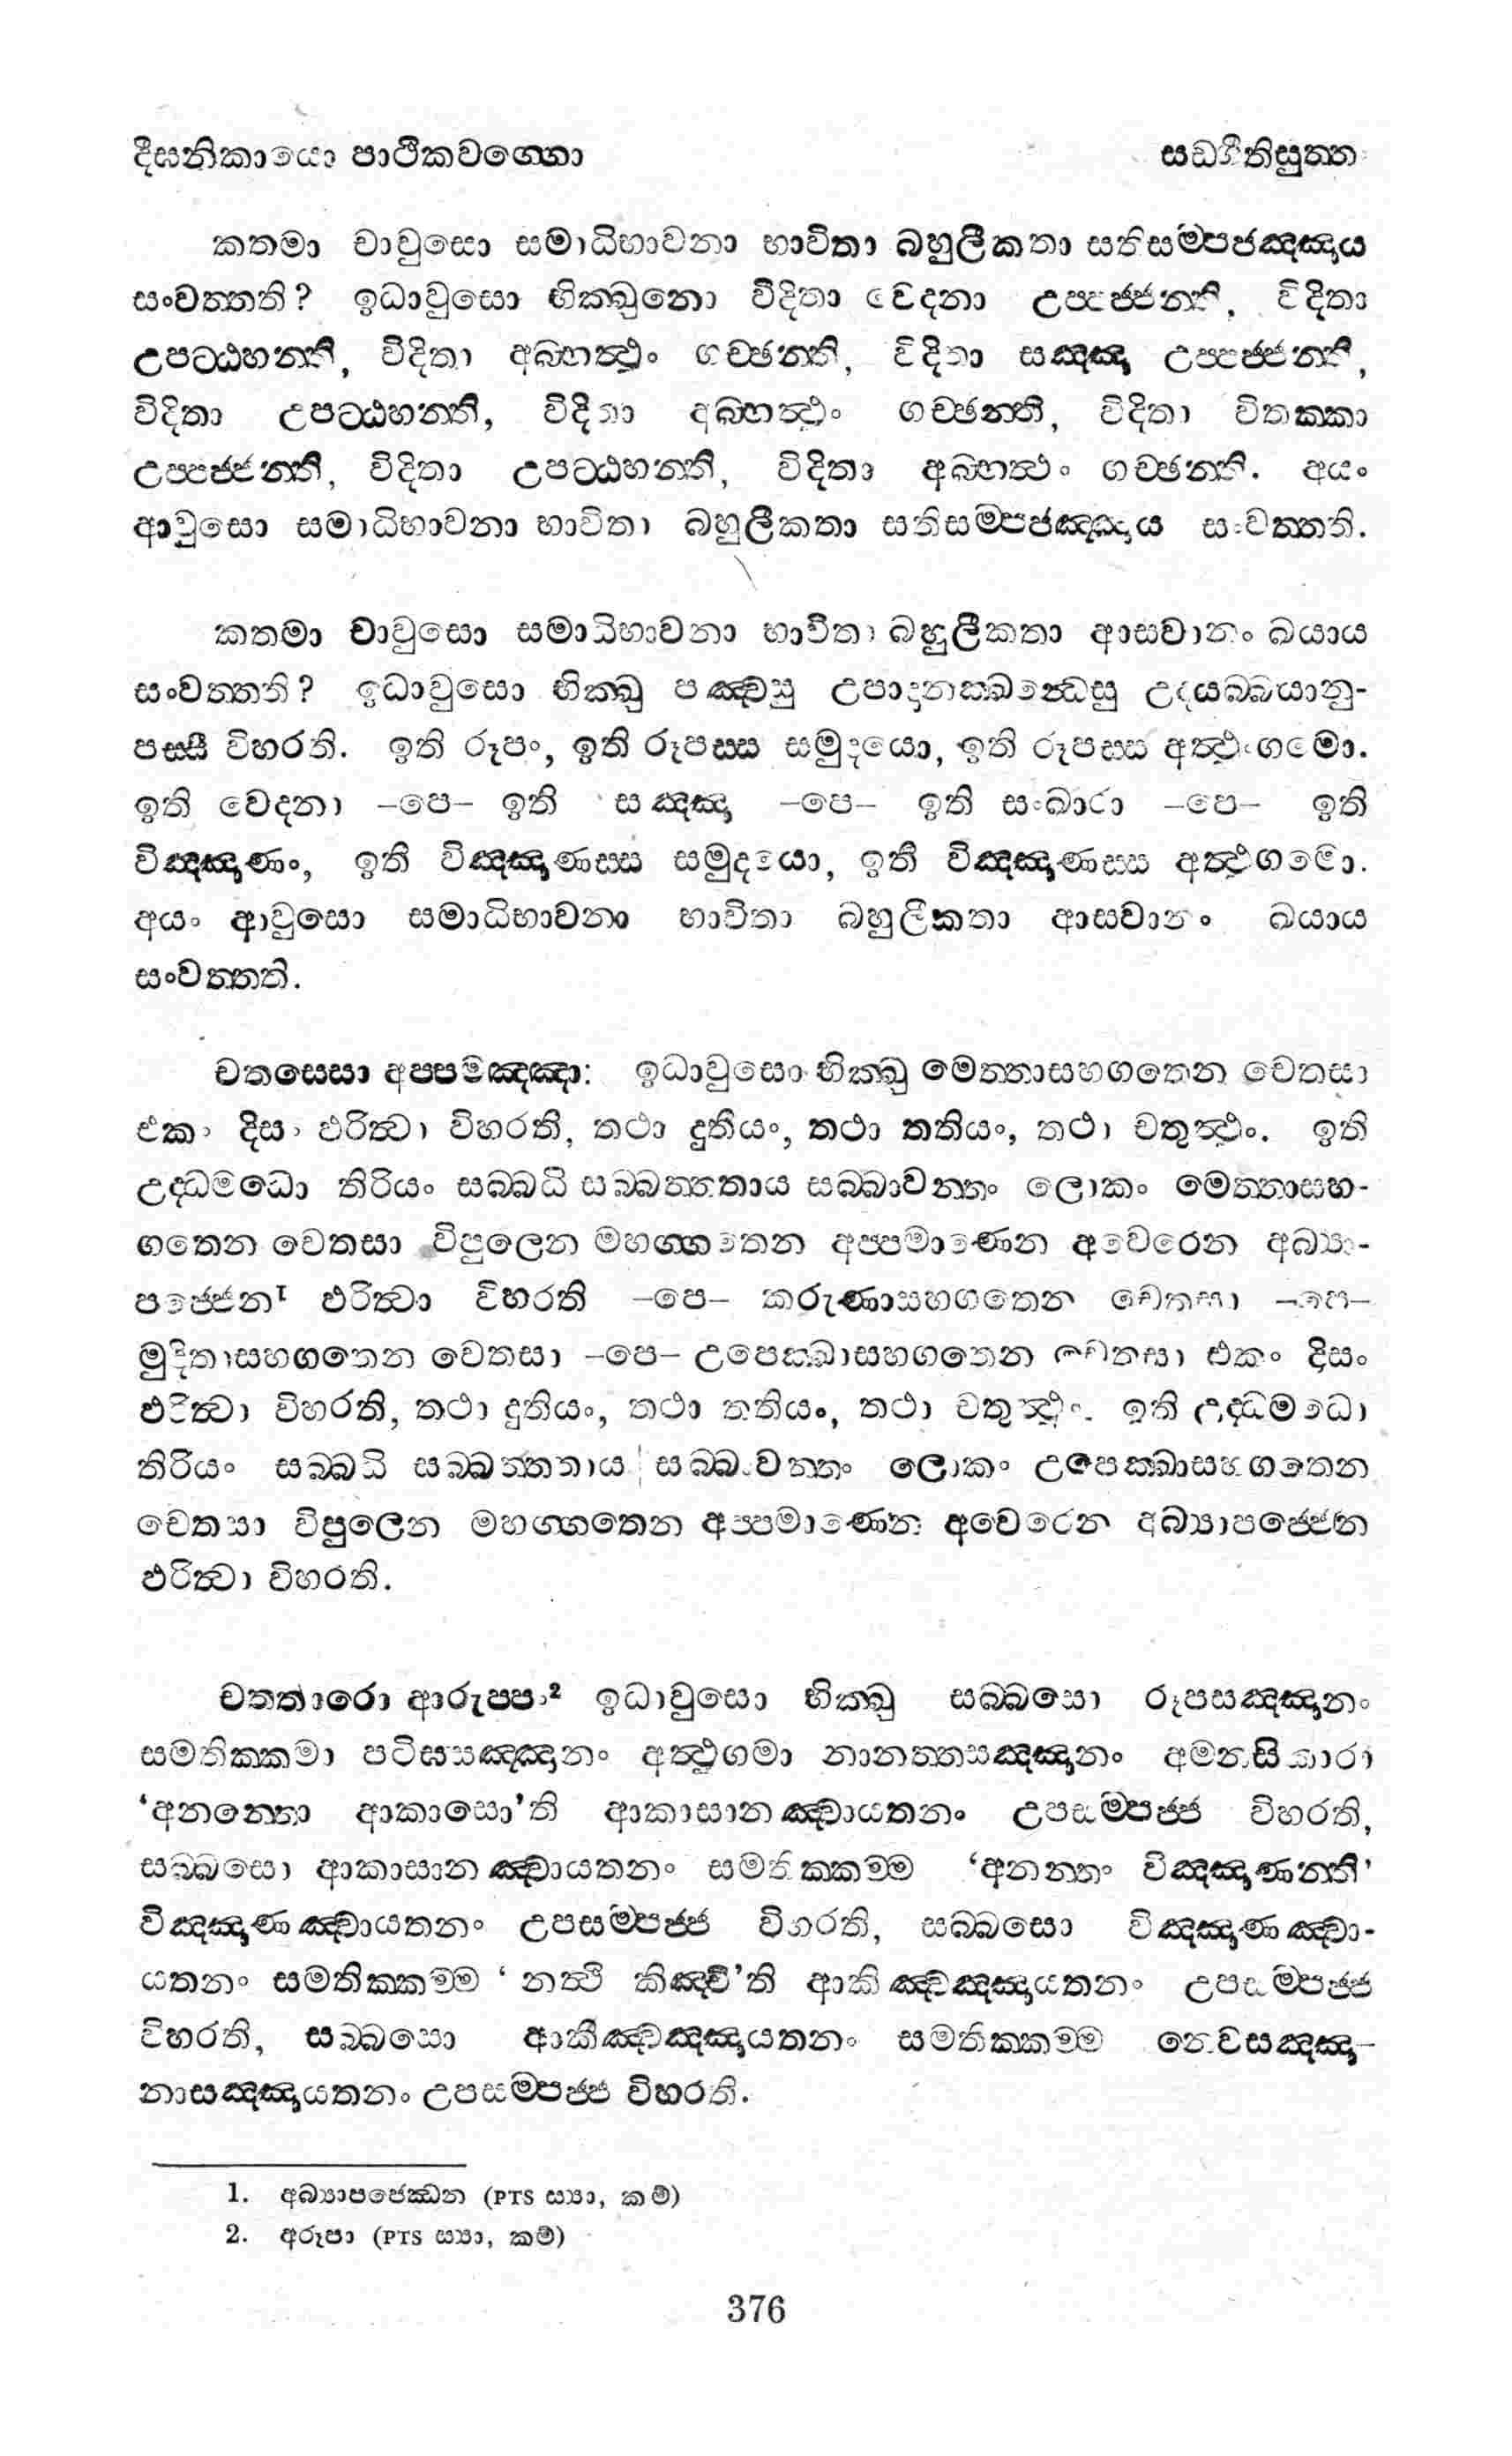 දීඝනිකායො පාථිකවග්ගො සඞගීතිසුත්ත
කතමා චාවුසො සමාධිභාවනා භාවිතා බහුලීකතා සතිසම්පජඤ්ඤාය
සංවත්තති? ඉධාවුසො භික්ඛුනො විදිතා වෙදනා උප්පජ්ජන්ති, විදිතා
උපට්ඨහන්ති, විදිතා අබ්භත්ථං ගච්ඡන්ති, විදිතා සඤ්ඤා උප්පජ්ජන්ති,
විදිතා උපට්ඨහන්ති, විදිතා අබ්භත්ථං ගච්ඡන්ති, විදිතා විතක්කා
උප්පජ්ජන්ති, විදිතා උපට්ඨහන්ති, විදිතා අබ්භත්ථං ගච්ඡන්ති. අයං
ආවුසො සමාධිභාවනා භාවිතා බහුලීකතා සතිසම්පජඤ්ඤාය සංවත්තති.
කතමා චාවුසො සමාධිභාවනා භාවිතා බහුලීකතා ආසවානං ඛයාය
සංවත්තති? ඉධාවුසො භික්ඛු පඤ්චසු උපාදානක්ඛන්ධෙසු උදයබ්බයානු-
පස්සී විහරති. ඉති රූපං, ඉති රූපස්ස සමුදයො, ඉති රූපස්ස අත්ථංගමො.
ඉති වෙදනා –පෙ– ඉති සඤ්ඤා –පෙ– ඉති සංඛාරා –පෙ– ඉති
විඤ්ඤාණං, ඉති විඤ්ඤාණස්ස සමුදයො, ඉති විඤ්ඤාණස්ස අත්ථගමො.
අයං ආවුසො සමාධිභාවනා භාවිතා බහුලීකතා ආසවානං ඛයාය
සංවත්තති.
චතස්සො අප්පමඤ්ඤා: ඉධාවුසො භික්ඛු මෙත්තාසහගතෙන චෙතසා
එකං දිසං ඵරිත්වා විහරති, තථා දුතියං, තථා තතියං, තථා චතුත්ථං. ඉති
උද්ධමධො තිරියං සබ්බධි සබ්බත්තතාය සබ්බාවන්තං ලොකං මෙත්තාසහ-
ගතෙන චෙතසා විපුලෙන මහග්ගතෙන අප්පමාණෙන අවෙරෙන අබ්‍යා-
පජ්ජෙන¹ ඵරිත්වා විහරති –පෙ– කරුණාසහගතෙන චෙතසා –පෙ–
මුදිතාසහගතෙන චෙතසා –පෙ– උපෙක්ඛාසහගතෙන චෙතසා එකං දිසං
ඵරිත්වා විහරති, තථා දුතියං, තථා තතියං, තථා චතුත්ථං. ඉති උද්ධමධො
තිරියං සබ්බධි සබ්බත්තතාය සබ්බාවන්තං ලොකං උපෙක්ඛාසහගතෙන
චෙතසා විපුලෙන මහග්ගතෙන අප්පමාණෙන අවෙරෙන අබ්‍යාපජ්ජෙන
ඵරිත්වා විහරති.
චත්තාරො ආරුප්පා² ඉධාවුසො භික්ඛු සබ්බසො රූපසඤ්ඤානං
සමතික්කමා පටිඝසඤ්ඤානං අත්ථගමා නානත්තසඤ්ඤානං අමනසිකාරා
‘අනන්තො ආකාසො’ති ආකාසානඤ්චායතනං උපසම්පජ්ජ විහරති,
සබ්බසො ආකාසානඤ්චායතනං සමතික්කම්ම ‘අනන්තං විඤ්ඤාණන්ති’
විඤ්ඤාණඤ්චායතනං උපසම්පජ්ජ විහරති, සබ්බසො විඤ්ඤාණඤ්චා-
යතනං සමතික්කම්ම ‘නත්ථි කිඤ්චී’ති ආකිඤ්චඤ්ඤායතනං උපසම්පජ්ජ
විහරති, සබ්බසො ආකිඤ්චඤ්ඤායතනං සමතික්කම්ම නෙවසඤ්ඤා-
නාසඤ්ඤායතනං උපසම්පජ්ජ විහරති.
1. අබ්‍යාපජ්ඣෙන (PTS ස්‍යා, කම්)
2. අරූපා (PTS ස්‍යා, කම්)
376